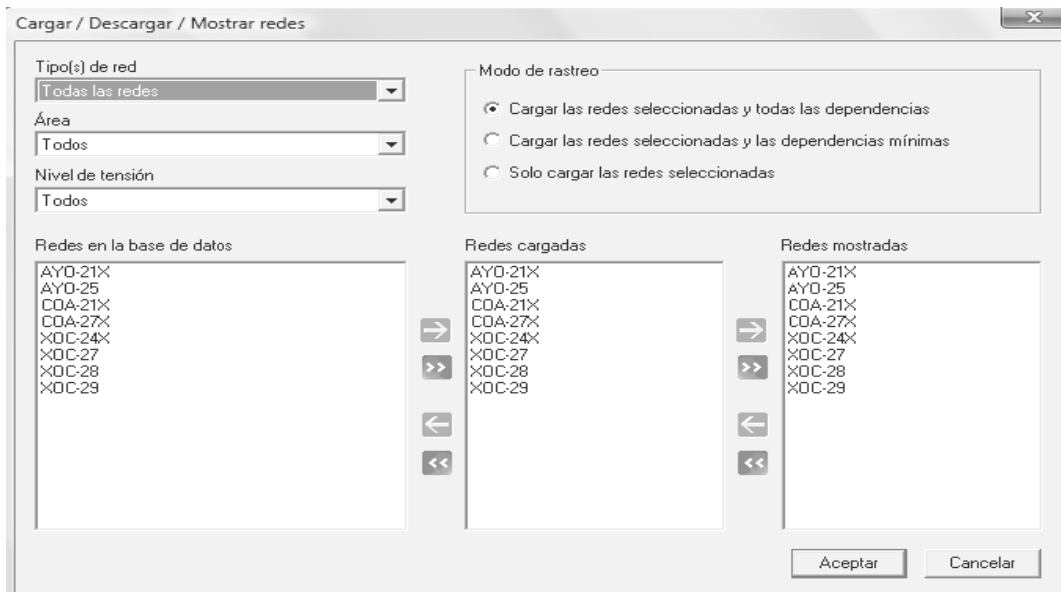 Cargar / Descargar / Mostrar redes
Tipo(s) de red
Todas las redes
Área
Todos
Nivel de tensión
Todos
Modo de rastreo
Cargar las redes seleccionadas y todas las dependencias
Cargar las redes seleccionadas y las dependencias mínimas
Solo cargar las redes seleccionadas
Redes en la base de datos
AYO-21X
AYO-25
COA-21X
COA-27X
XOC-24X
XOC-27
XOC-28
XOC-29
Redes cargadas
AYO-21X
AYO-25
COA-21X
COA-27X
XOC-24X
XOC-27
XOC-28
XOC-29
Redes mostradas
AYO-21X
AYO-25
COA-21X
COA-27X
XOC-24X
XOC-27
XOC-28
XOC-29
Aceptar
Cancelar